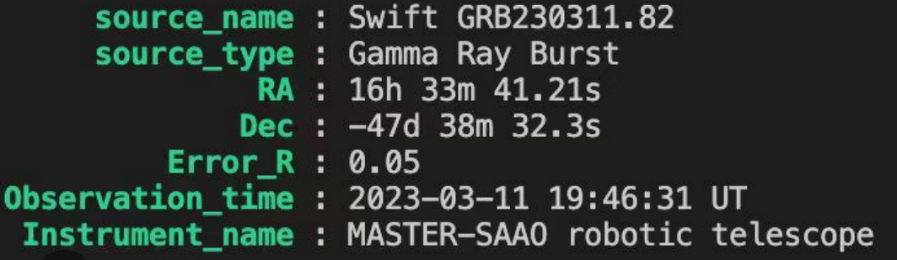 source_name : Swift GRB230311.82
source_type : Gamma Ray Burst
RA : 16h 33m 41.21s
Dec : -47d 38m 32.3s
Error_R : 0.05
Observation_time : 2023-03-11 19:46:31 UT
Instrument_name : MASTER-SAAO robotic telescope